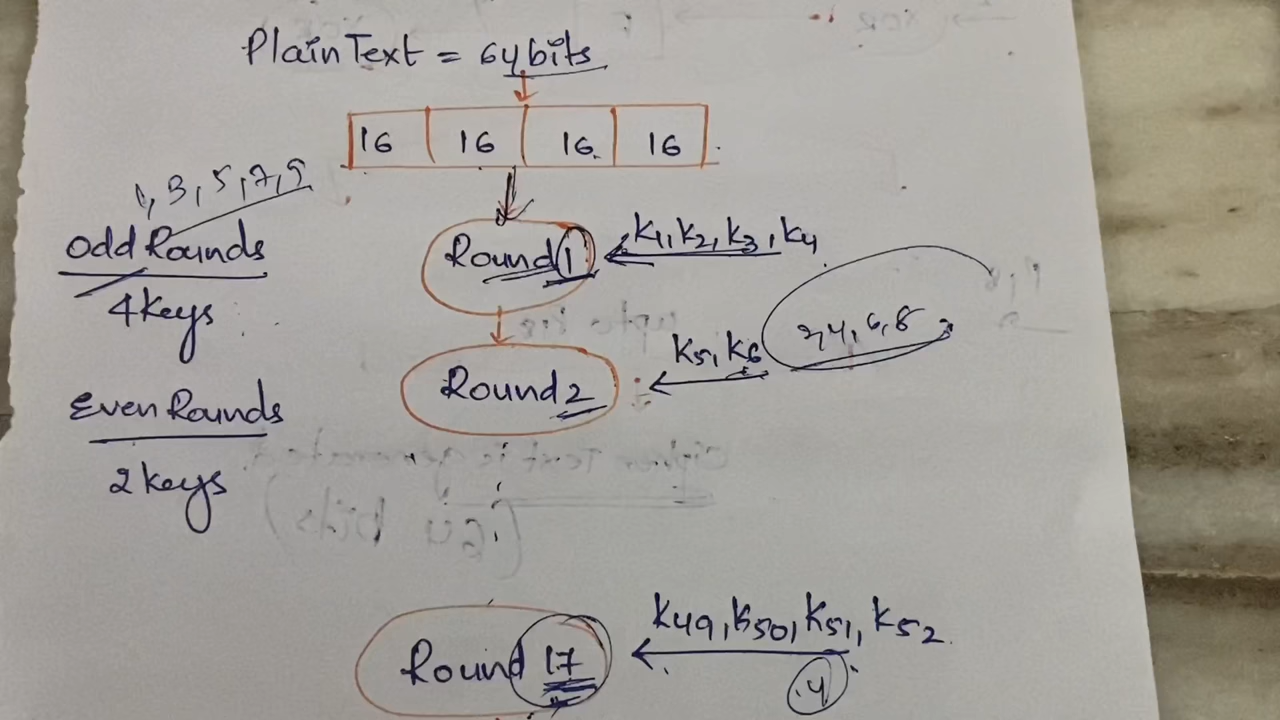 Plain Text = 64 bits
16 16 16 16
1, 3, 5, 7, 9
Odd Rounds
4 keys
Round 1
K1, K2, K3, K4
Round 2
K5, K6
2, 4, 6, 8
Even Rounds
2 keys
Round 17
K49, K50, K51, K52
4